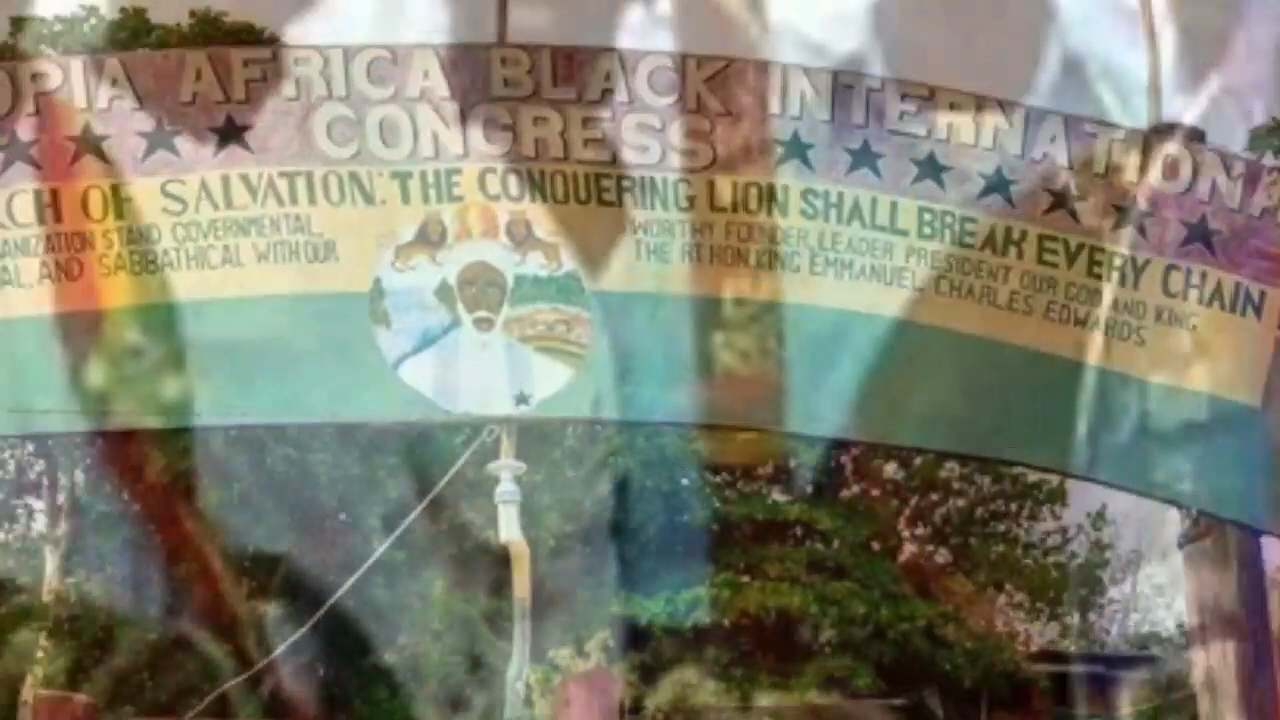 OPIA AFRICA BLACK INTERNATIONA
CONGRESS
RCH OF SALVATION: THE CONQUERING LION SHALL BREAK EVERY CHAIN
ANIZATION STAND GOVERNMENTAL,
AL, AND SABBATHICAL WITH OUR
WORTHY FOUNDER, LEADER PRESIDENT OUR GOD AND KING
THE RT HON. KING EMMANUEL CHARLES EDWARDS